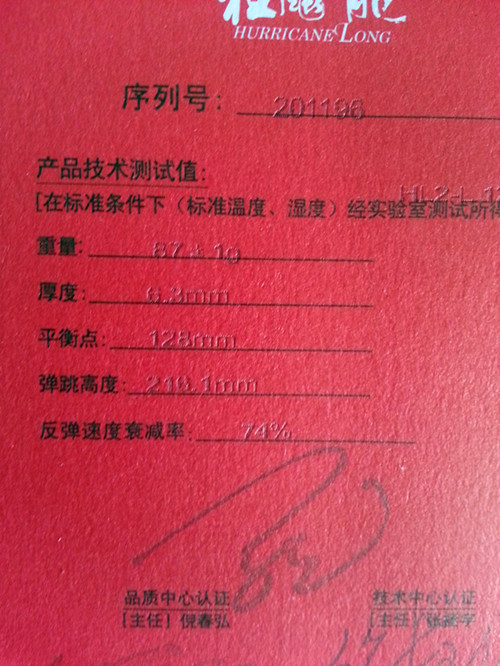 HURRICANE LONG
序列号: 201196
产品技术测试值:
[在标准条件下（标准温度、湿度）经实验室测试所得
重量: 87±1g
厚度: 6.3mm
平衡点: 128mm
弹跳高度: 216.1mm
反弹速度衰减率: 74%
品质中心认证 技术中心认证
[主任] 倪春弘 [主任]